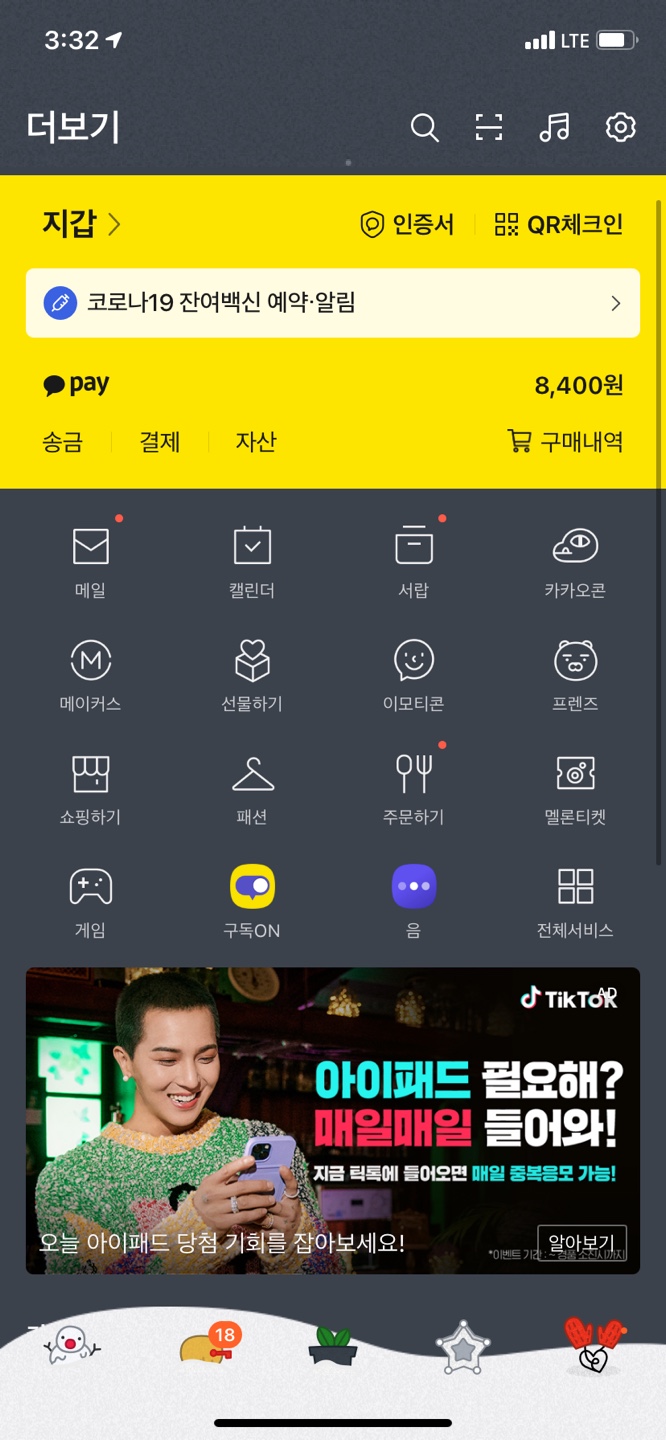 3:32
LTE
더보기
지갑
인증서
QR체크인
코로나19 잔여백신 예약·알림
pay
8,400원
송금
결제
자산
구매내역
메일
캘린더
서랍
카카오콘
메이커스
선물하기
이모티콘
프렌즈
쇼핑하기
패션
주문하기
멜론티켓
게임
구독ON
음
전체서비스
TikTok
AD
아이패드 필요해?
매일매일 들어와!
지금 틱톡에 들어오면 매일 중복응모 가능!
오늘 아이패드 당첨 기회를 잡아보세요!
알아보기
*이벤트 기간 : ~ 경품 소진시까지
18